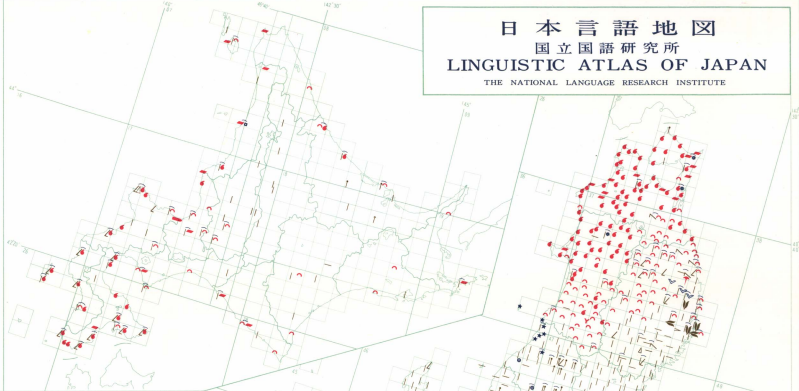 日本言語地図
国立国語研究所
LINGUISTIC ATLAS OF JAPAN
THE NATIONAL LANGUAGE RESEARCH INSTITUTE